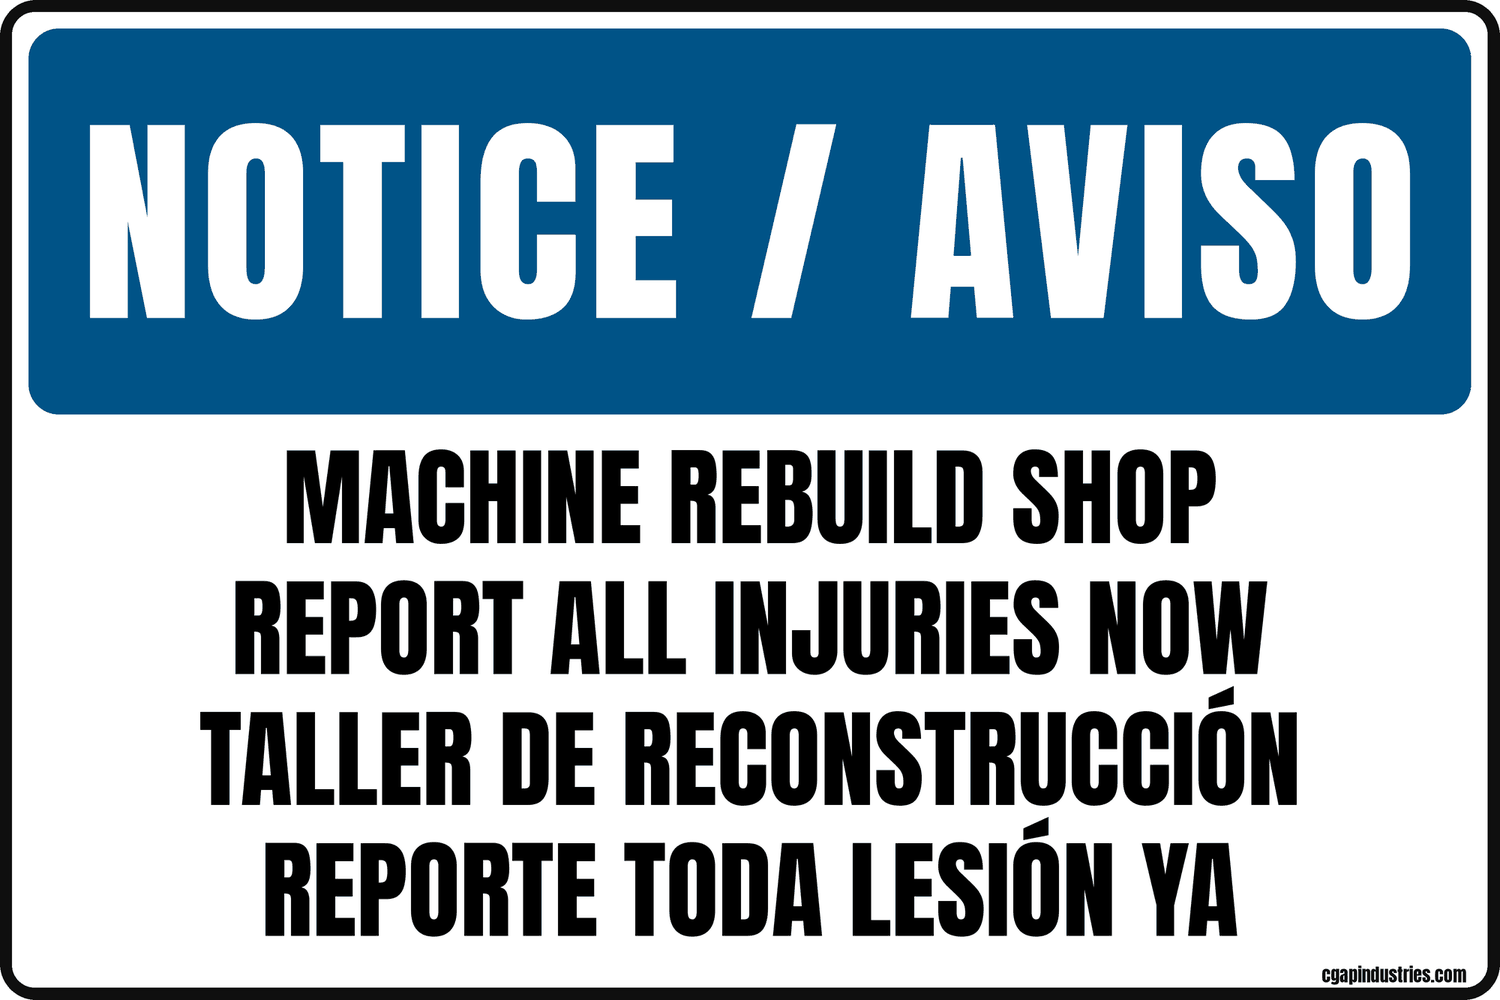 NOTICE / AVISO
MACHINE REBUILD SHOP
REPORT ALL INJURIES NOW
TALLER DE RECONSTRUCCIÓN
REPORTE TODA LESIÓN YA
cgapindustries.com